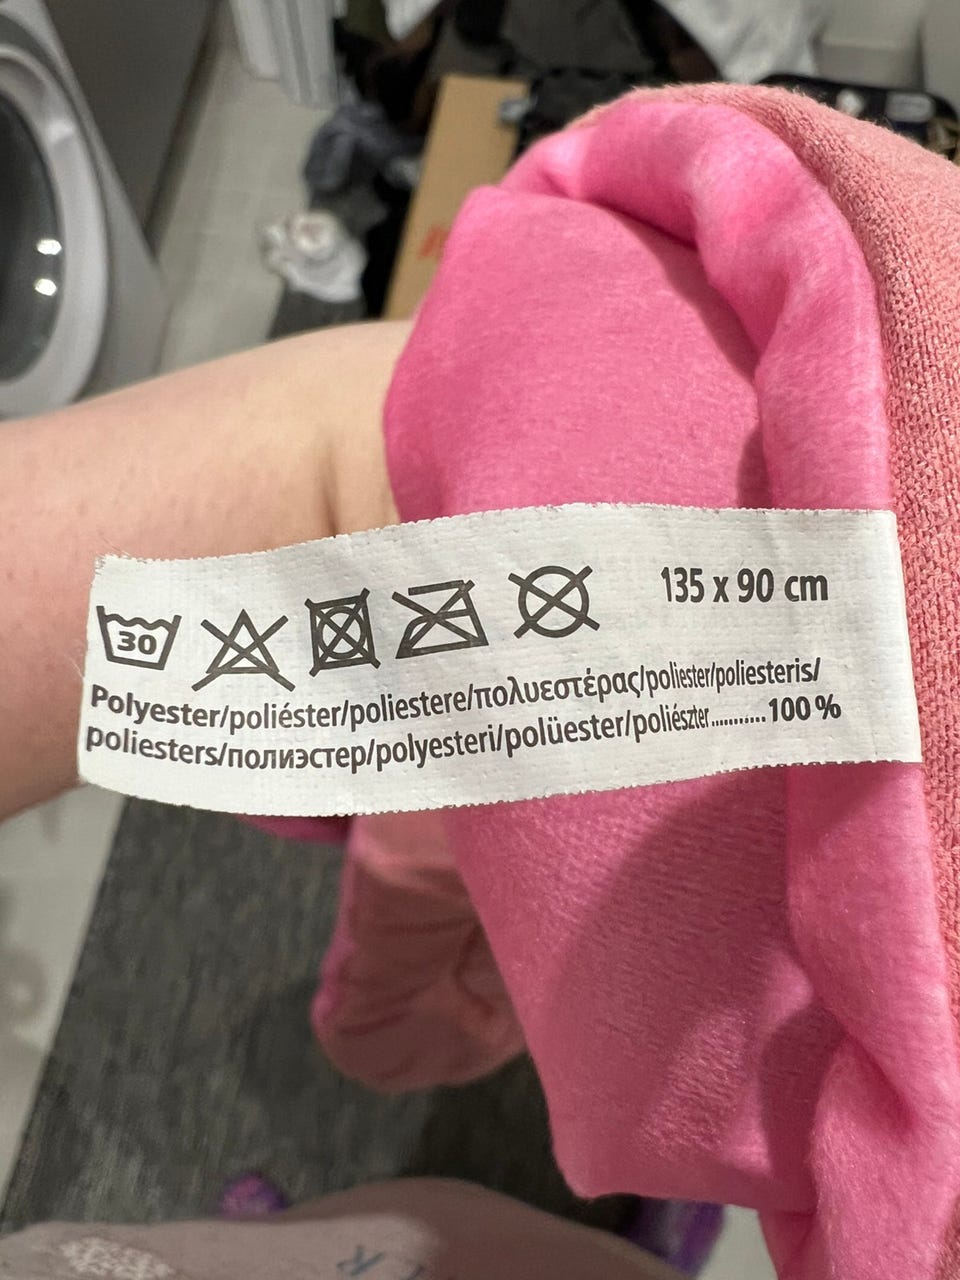 30
135 x 90 cm
Polyester/poliéster/poliestere/πολυεστέρας/poliester/poliesteris/
poliesters/полиэстер/polyesteri/polüester/poliészter...........100 %